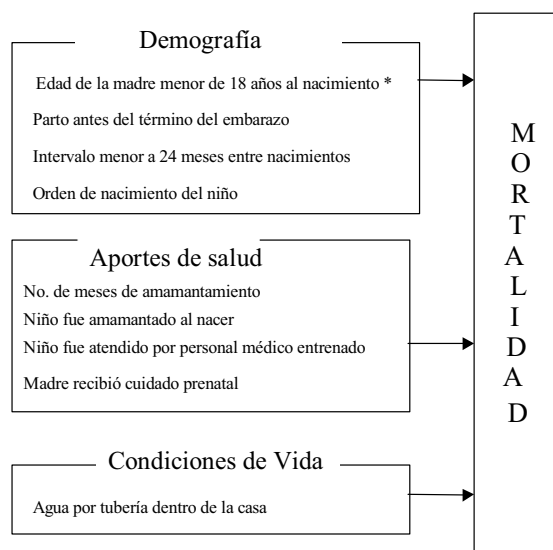 Demografía
Edad de la madre menor de 18 años al nacimiento *
Parto antes del término del embarazo
Intervalo menor a 24 meses entre nacimientos
Orden de nacimiento del niño
Aportes de salud
No. de meses de amamantamiento
Niño fue amamantado al nacer
Niño fue atendido por personal médico entrenado
Madre recibió cuidado prenatal
Condiciones de Vida
Agua por tubería dentro de la casa
MORTALIDAD